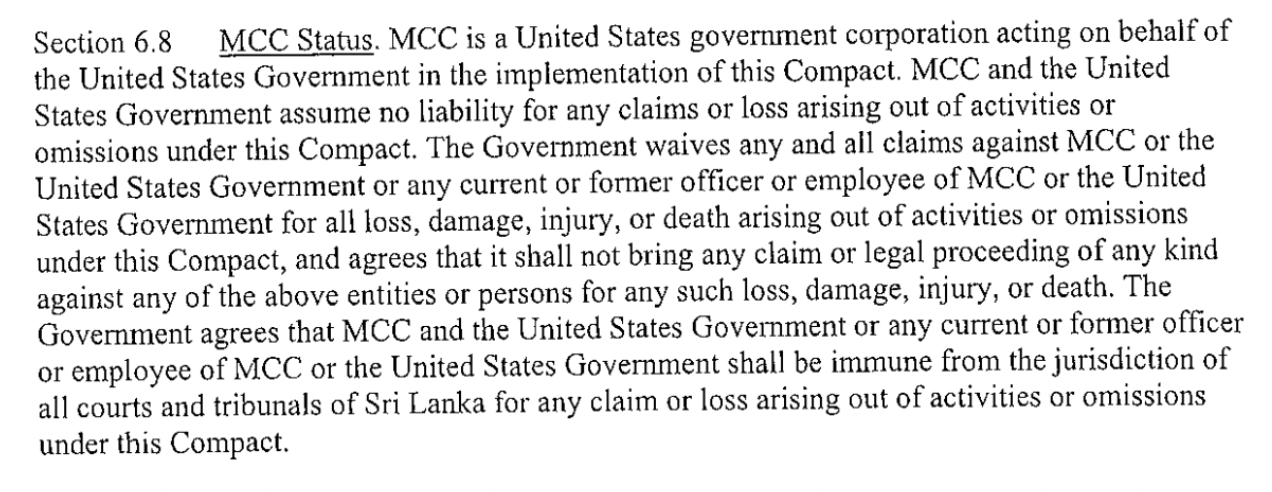 Section 6.8 MCC Status. MCC is a United States government corporation acting on behalf of
the United States Government in the implementation of this Compact. MCC and the United
States Government assume no liability for any claims or loss arising out of activities or
omissions under this Compact. The Government waives any and all claims against MCC or the
United States Government or any current or former officer or employee of MCC or the United
States Government for all loss, damage, injury, or death arising out of activities or omissions
under this Compact, and agrees that it shall not bring any claim or legal proceeding of any kind
against any of the above entities or persons for any such loss, damage, injury, or death. The
Government agrees that MCC and the United States Government or any current or former officer
or employee of MCC or the United States Government shall be immune from the jurisdiction of
all courts and tribunals of Sri Lanka for any claim or loss arising out of activities or omissions
under this Compact.